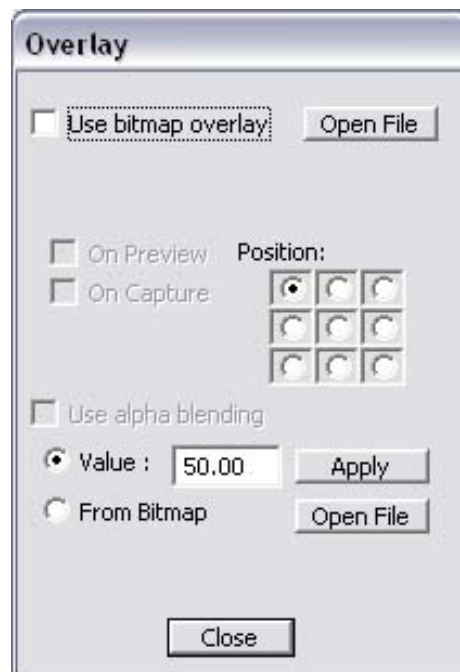 Overlay
Use bitmap overlay Open File
On Preview Position:
On Capture
Use alpha blending
Value : 50.00 Apply
From Bitmap Open File
Close